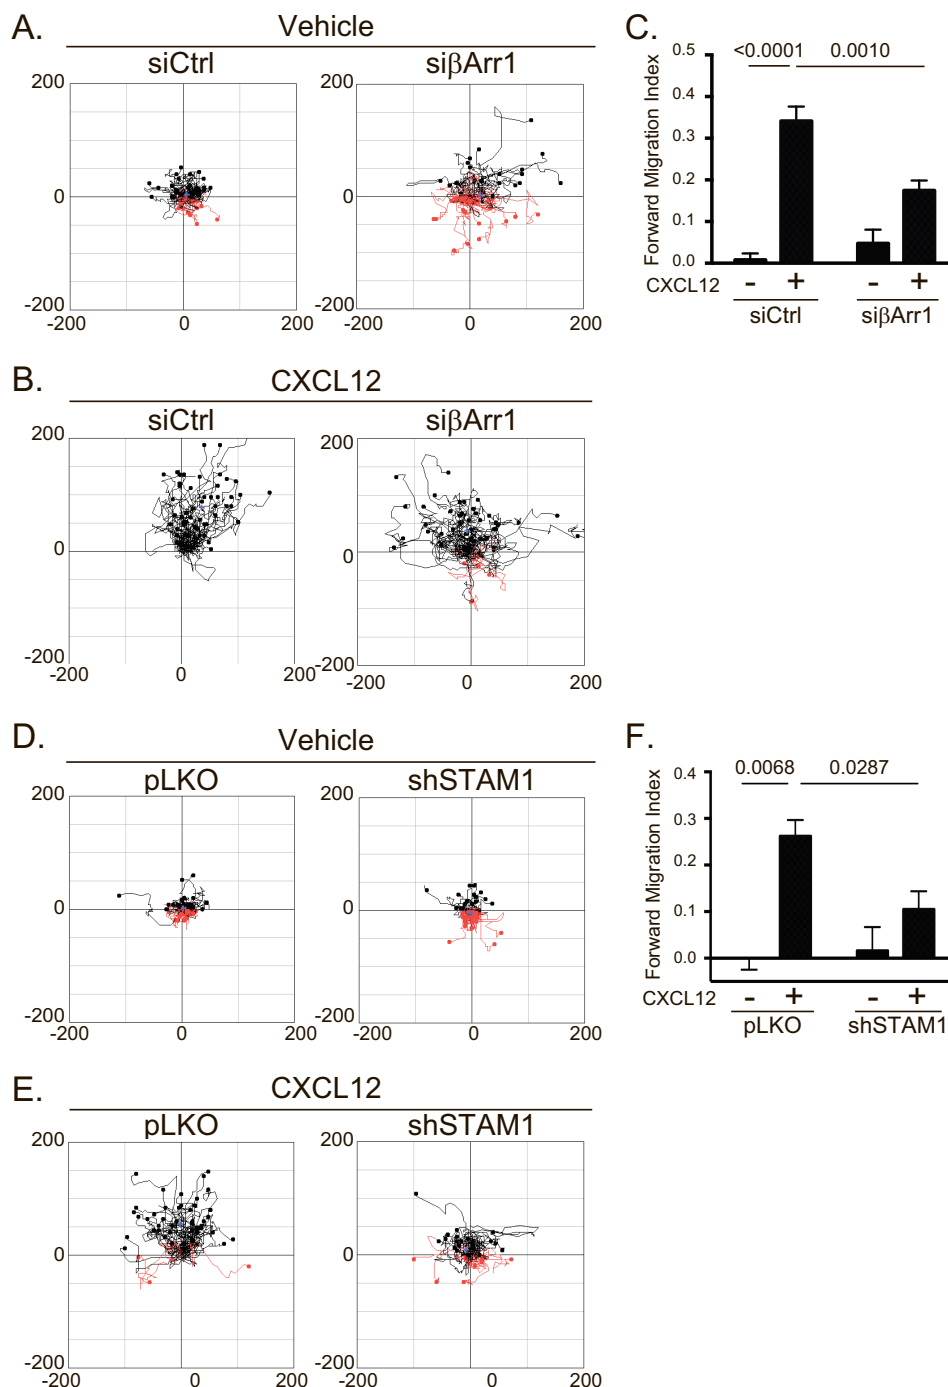 A.
Vehicle
siCtrl
siβArr1
200
0
-200
0
200
200
0
-200
-200
0
200
C.
Forward Migration Index
0.5
0.4
0.3
0.2
0.1
0.0
<0.0001
0.0010
CXCL12
- + - +
siCtrl
siβArr1
B.
CXCL12
siCtrl
siβArr1
200
0
-200
-200
0
200
200
0
-200
-200
0
200
D.
Vehicle
pLKO
shSTAM1
200
0
-200
-200
0
200
200
0
-200
-200
0
200
F.
Forward Migration Index
0.4
0.3
0.2
0.1
0.0
0.0068
0.0287
CXCL12
- + - +
pLKO
shSTAM1
E.
CXCL12
pLKO
shSTAM1
200
0
-200
-200
0
200
200
0
-200
-200
0
200